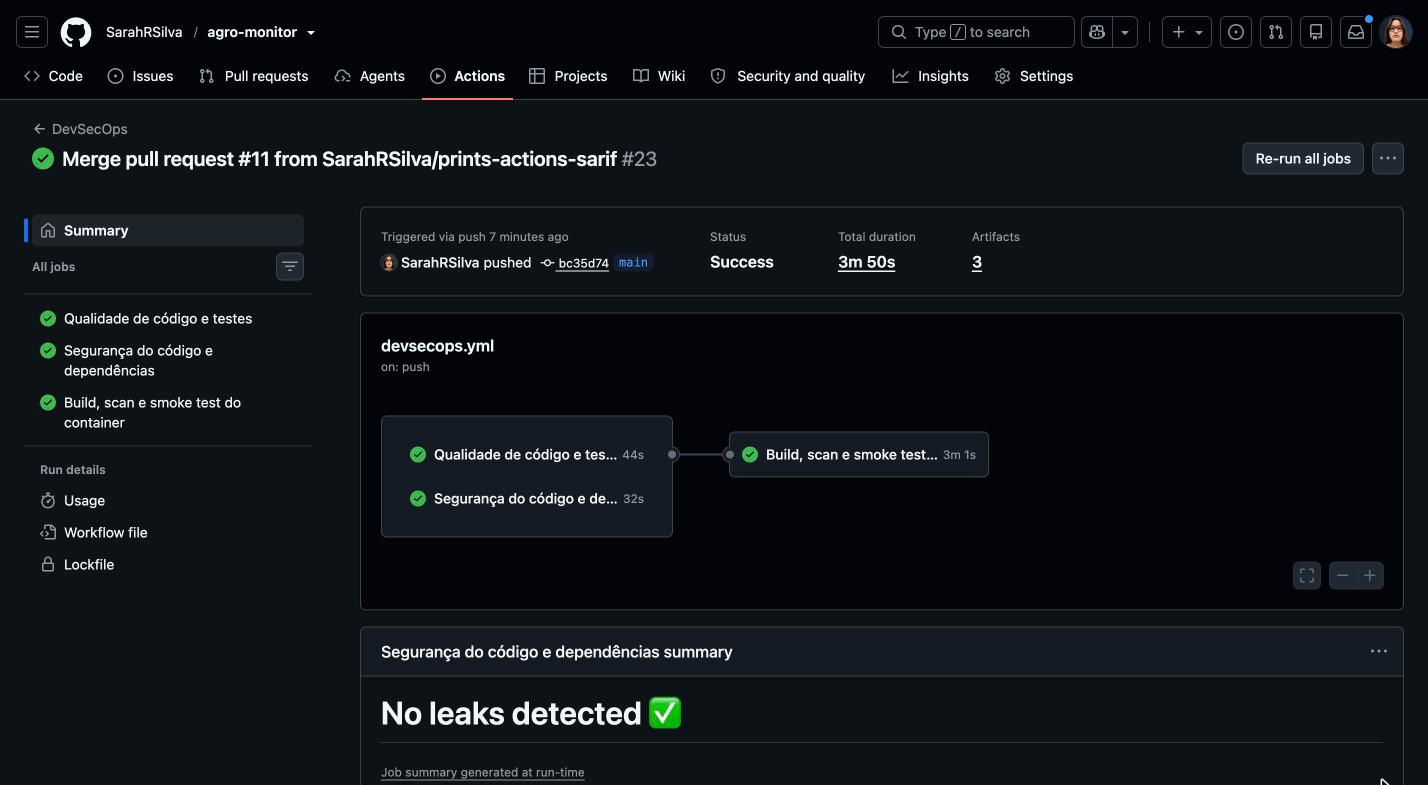 SarahRSilva / agro-monitor
Type / to search
Code
Issues
Pull requests
Agents
Actions
Projects
Wiki
Security and quality
Insights
Settings
DevSecOps
Merge pull request #11 from SarahRSilva/prints-actions-sarif #23
Re-run all jobs
Summary
All jobs
Qualidade de código e testes
Segurança do código e
dependências
Build, scan e smoke test do
container
Run details
Usage
Workflow file
Lockfile
Triggered via push 7 minutes ago
SarahRSilva pushed bc35d74 main
Status
Success
Total duration
3m 50s
Artifacts
3
devsecops.yml
on: push
Qualidade de código e tes... 44s
Segurança do código e de... 32s
Build, scan e smoke test... 3m 1s
Segurança do código e dependências summary
No leaks detected ✅
Job summary generated at run-time